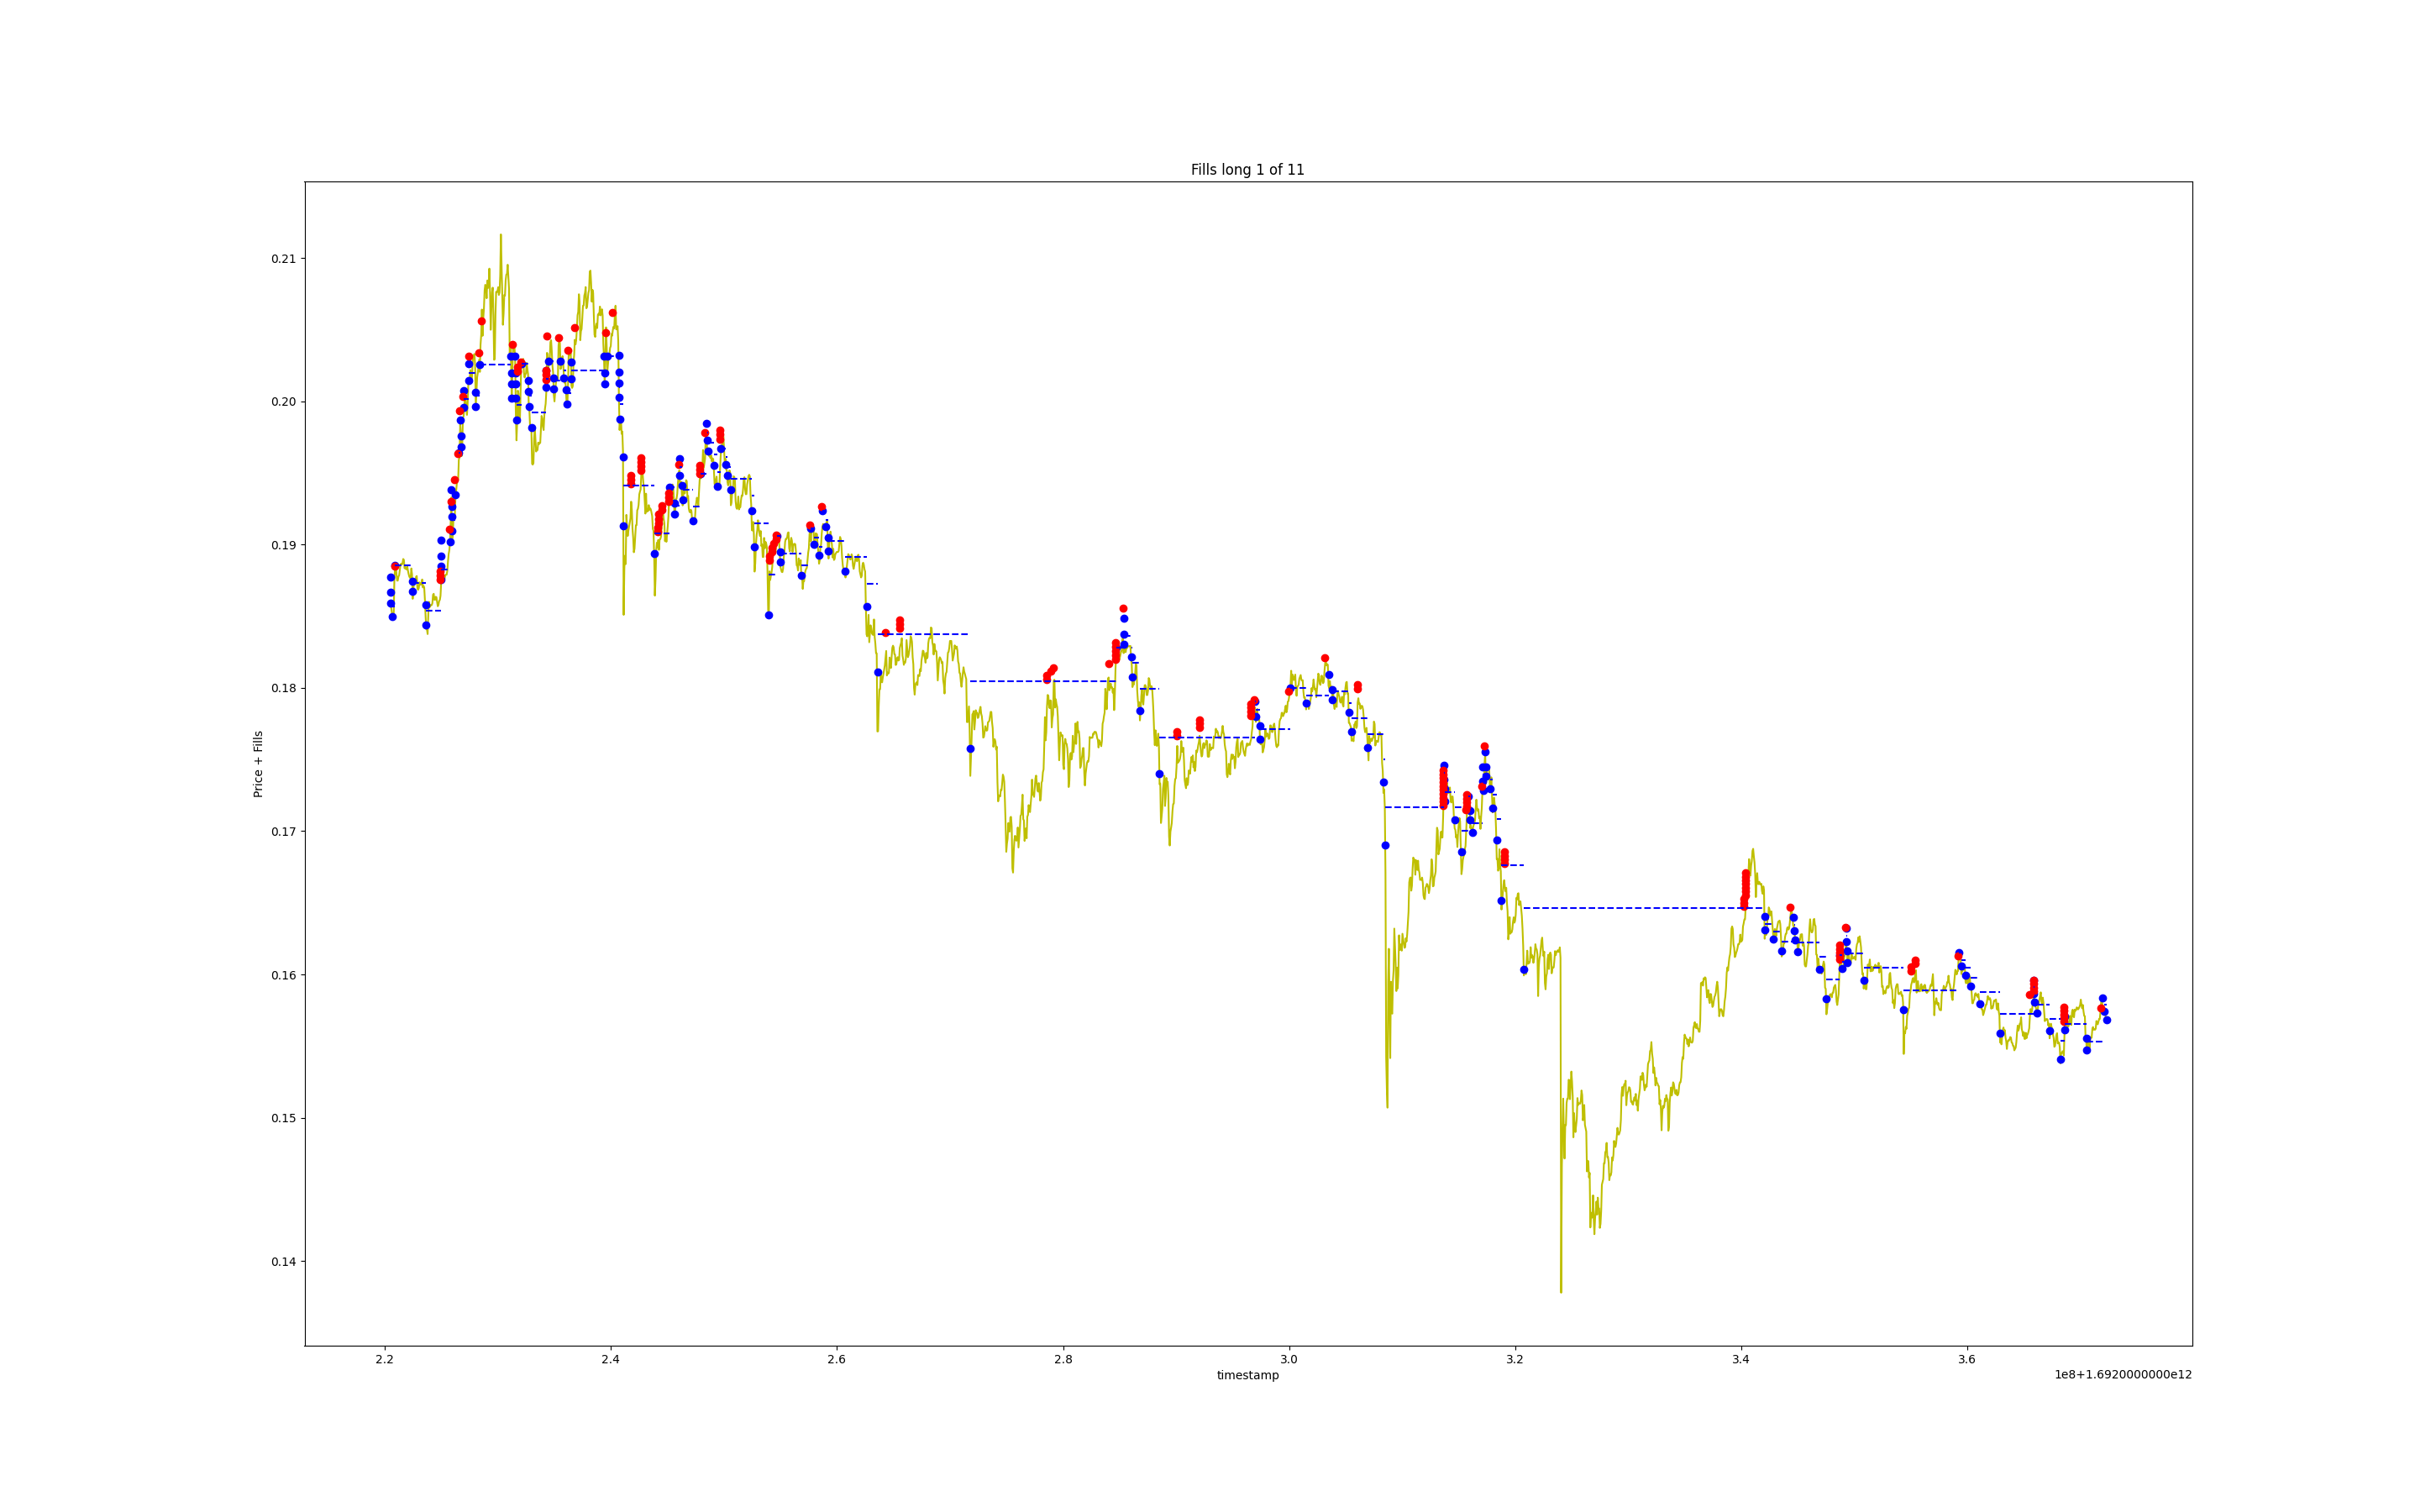 Fills long 1 of 11
Price + Fills
0.21
0.20
0.19
0.18
0.17
0.16
0.15
0.14
2.2 2.4 2.6 2.8 3.0 3.2 3.4 3.6
timestamp
1e8+1.6920000000e12